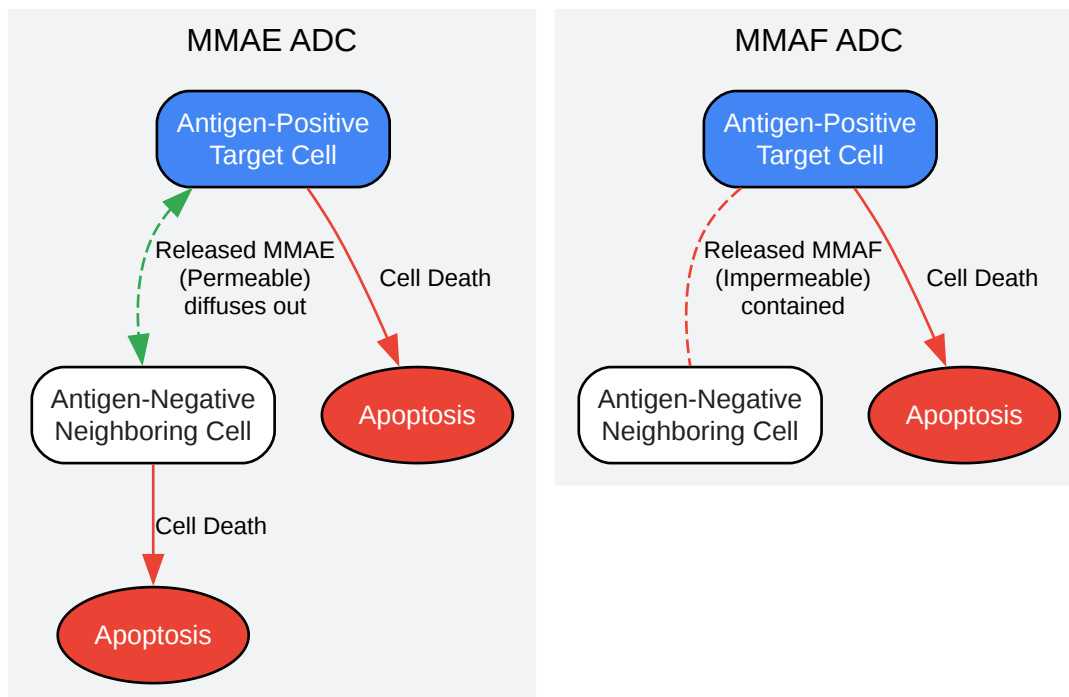 MMAE ADC
Antigen-Positive
Target Cell
Released MMAE
(Permeable)
diffuses out
Cell Death
Antigen-Negative
Neighboring Cell
Apoptosis
Cell Death
Apoptosis
MMAF ADC
Antigen-Positive
Target Cell
Released MMAF
(Impermeable)
contained
Cell Death
Antigen-Negative
Neighboring Cell
Apoptosis